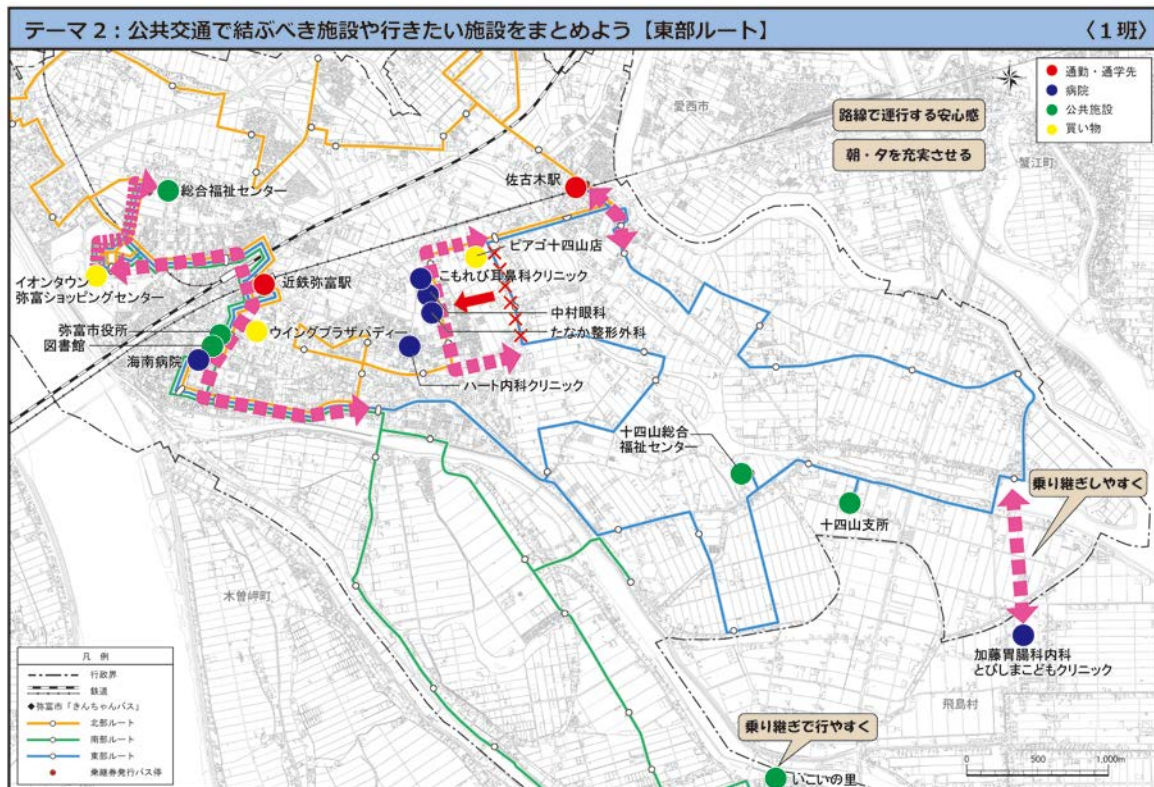 テーマ2:公共交通で結ぶべき施設や行きたい施設をまとめよう【東部ルート】
〈1班〉
通勤・通学先
病院
公共施設
買い物
愛西市
路線で運行する安心感
朝・夕を充実させる
蟹江町
佐古木駅
総合福祉センター
ピアゴ十四山店
こもれび耳鼻科クリニック
イオンタウン
弥富ショッピングセンター
近鉄弥富駅
中村眼科
たなか整形外科
弥富市役所
図書館
ウイングプラザパディー
海南病院
ハート内科クリニック
十四山総合
福祉センター
乗り継ぎしやすく
十四山支所
木曽岬町
加藤胃腸科内科
とびしまこどもクリニック
飛島村
乗り継ぎで行やすく
いこいの里
凡例
行政界
鉄道
◆弥富市「きんちゃんバス」
北部ルート
南部ルート
東部ルート
乗継券発行バス停
0 500 1,000m